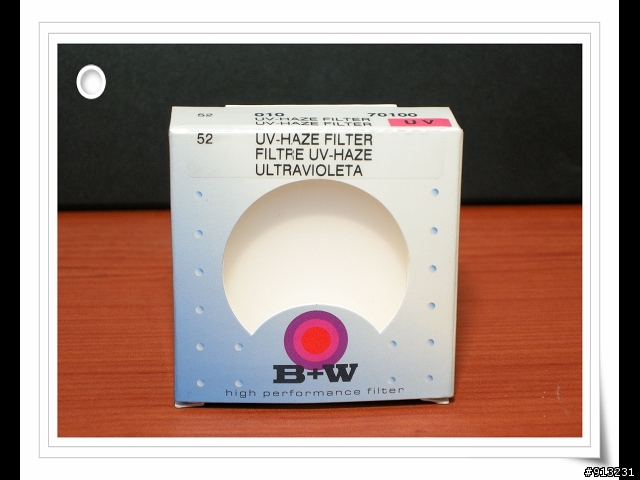 52 010 70100
UV-HAZE FILTER
UV-HAZE FILTER UV
52 UV-HAZE FILTER
FILTRE UV-HAZE
ULTRAVIOLETA
B+W
high performance filter
#913231